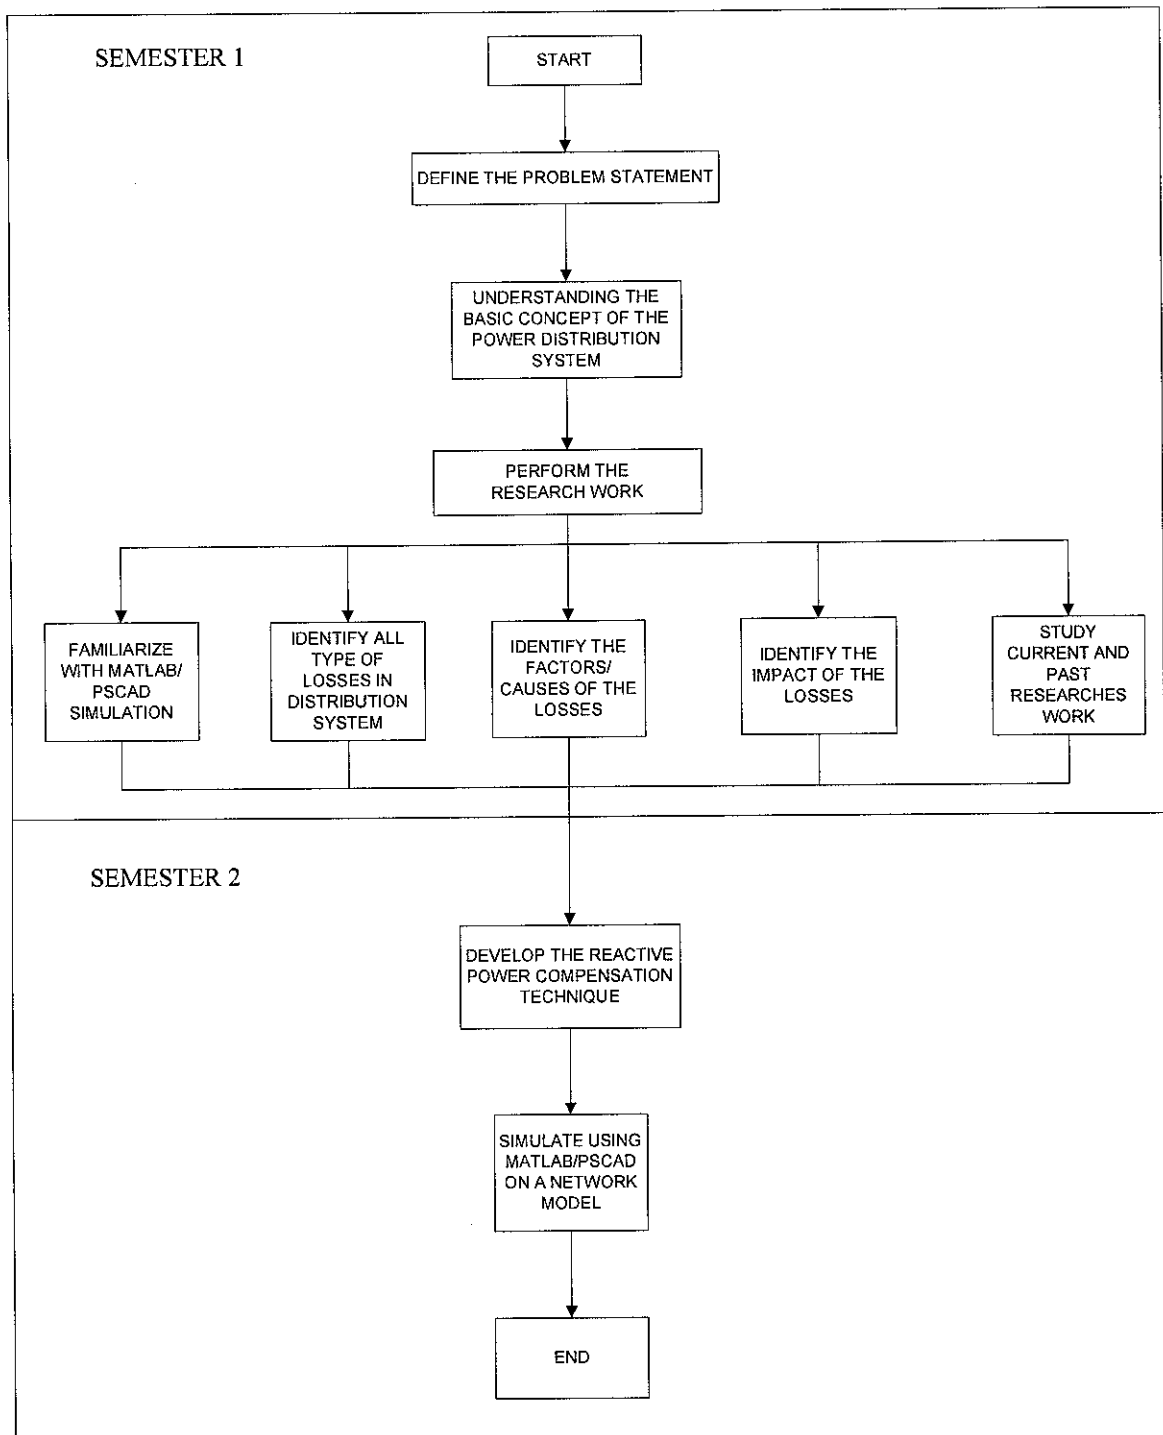 SEMESTER 1
START
DEFINE THE PROBLEM STATEMENT
UNDERSTANDING THE
BASIC CONCEPT OF THE
POWER DISTRIBUTION
SYSTEM
PERFORM THE
RESEARCH WORK
FAMILIARIZE
WITH MATLAB/
PSCAD
SIMULATION
IDENTIFY ALL
TYPE OF
LOSSES IN
DISTRIBUTION
SYSTEM
IDENTIFY THE
FACTORS/
CAUSES OF THE
LOSSES
IDENTIFY THE
IMPACT OF THE
LOSSES
STUDY
CURRENT AND
PAST
RESEARCHES
WORK
SEMESTER 2
DEVELOP THE REACTIVE
POWER COMPENSATION
TECHNIQUE
SIMULATE USING
MATLAB/PSCAD
ON A NETWORK
MODEL
END